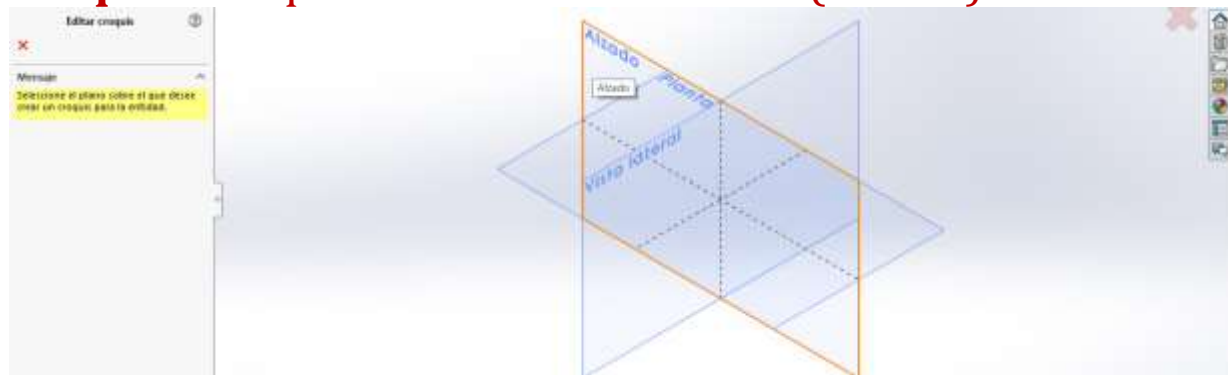 Editar croquis
Mensaje
Seleccione el plano sobre el que desee
crear un croquis para la entidad.
Alzado
Planta
Alzado
Vista lateral